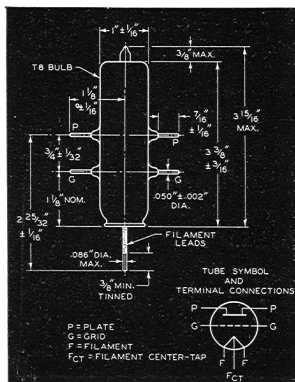 1"± 1/16"
3/8" MAX.
T8 BULB
1 1/8"
± 1/16"
7/16"
± 1/16"
3 15/16"
MAX.
P
P
3/4"± 1/32"
3 3/8"
± 3/16"
G
G
1 1/8" NOM.
.050"±.002"
DIA.
2 25/32"
± 1/16"
FILAMENT
LEADS
.086" DIA.
MAX.
3/8" MIN.
TINNED
TUBE SYMBOL
AND
TERMINAL CONNECTIONS
P
P
G
G
F
F
FCT
P = PLATE
G = GRID
F = FILAMENT
FCT = FILAMENT CENTER-TAP